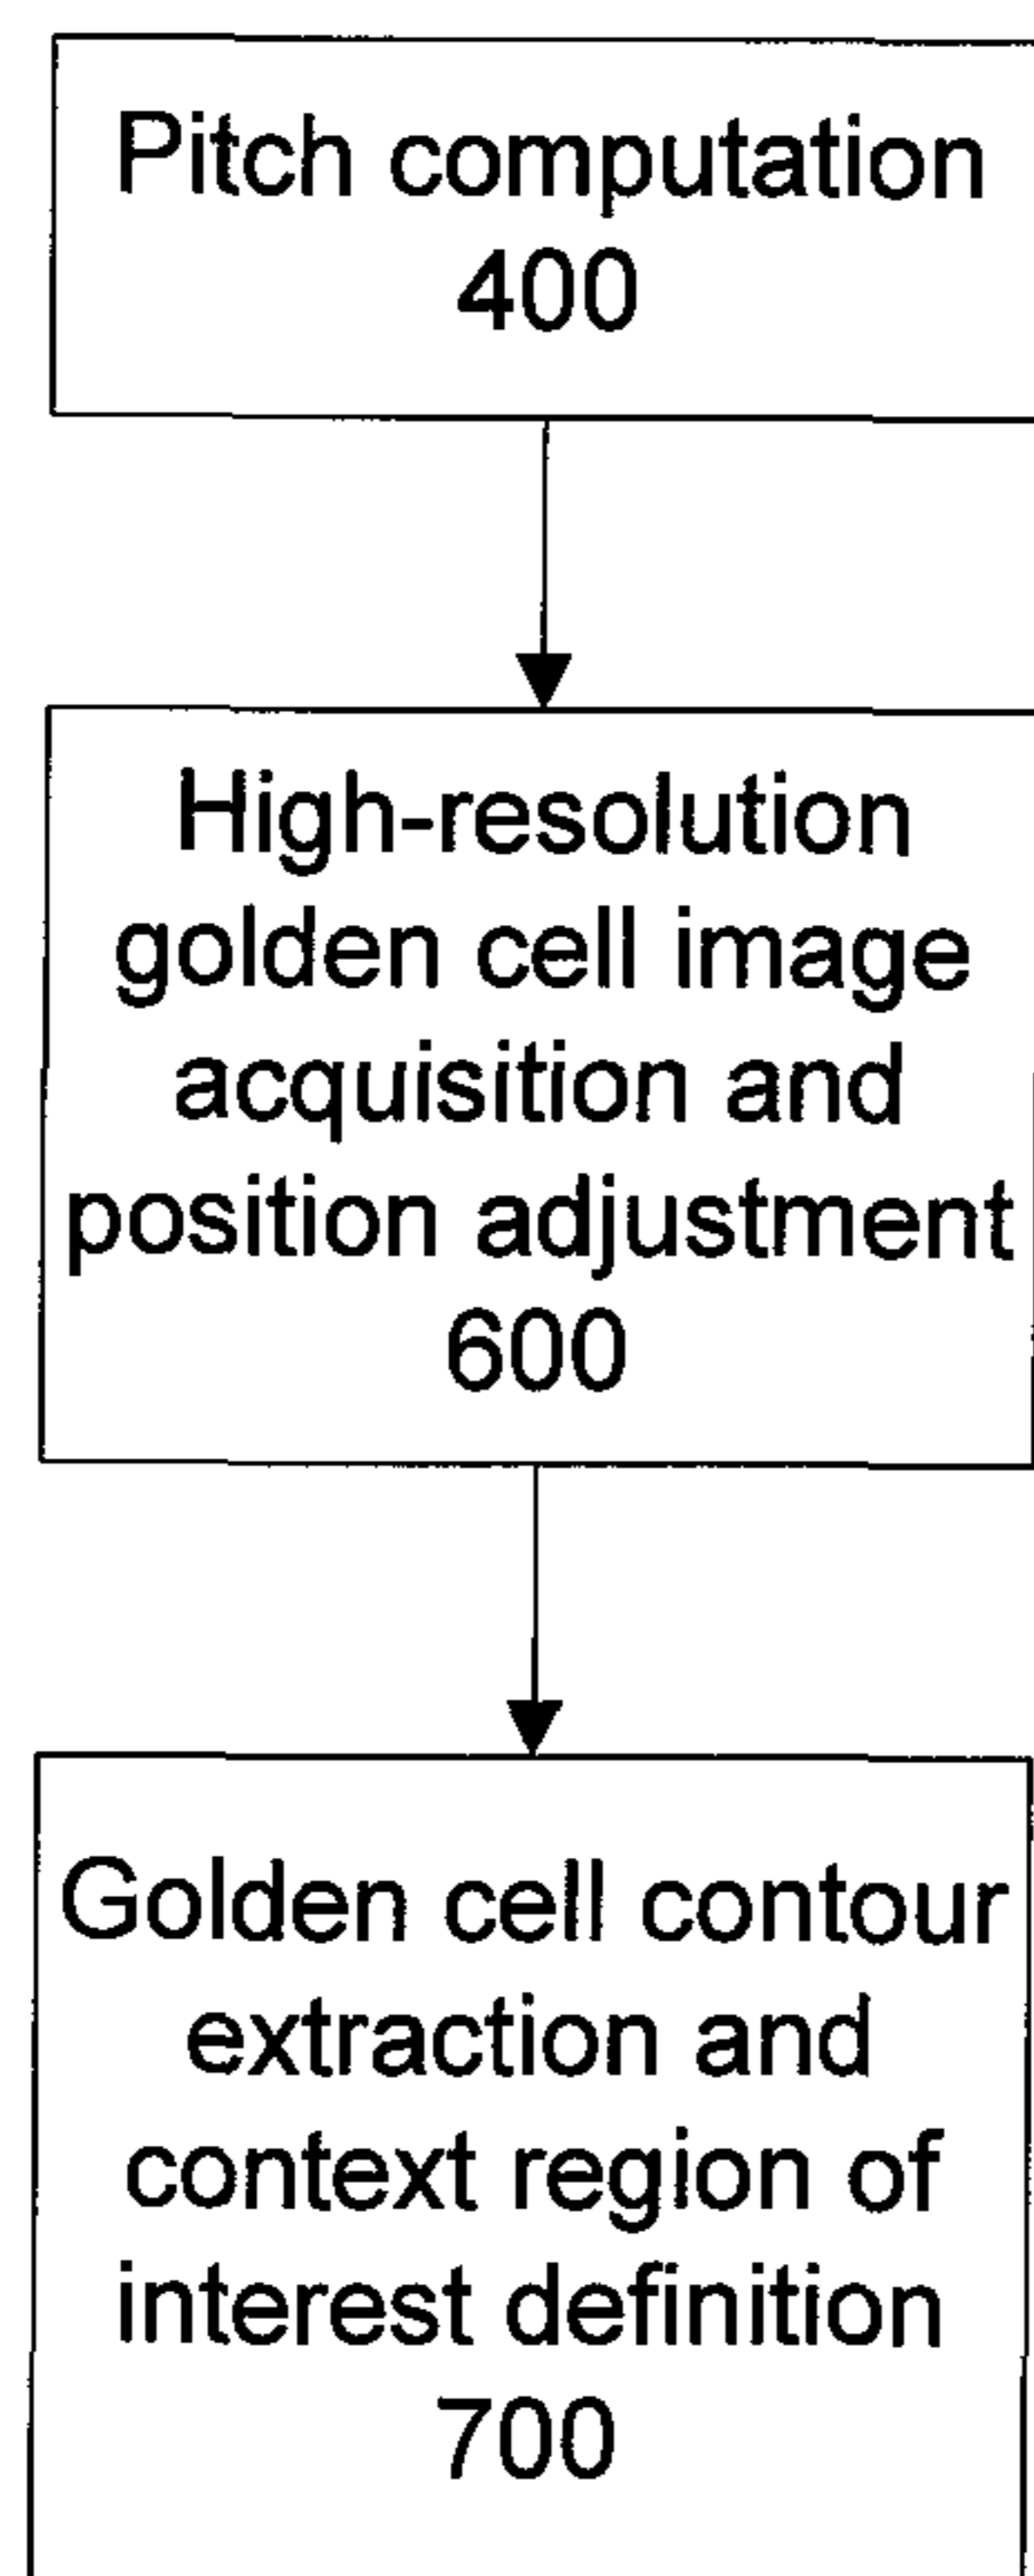 Pitch computation
400
High-resolution
golden cell image
acquisition and
position adjustment
600
Golden cell contour
extraction and
context region of
interest definition
700